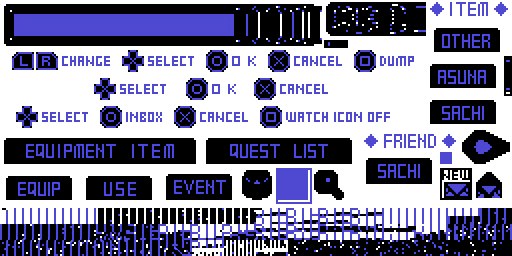 ITEM
OTHER
L R CHANGE SELECT O K CANCEL DUMP
ASUNA
SELECT O K CANCEL
SELECT INBOX CANCEL WATCH ICON OFF
SACHI
FRIEND
EQUIPMENT ITEM QUEST LIST
SACHI
NEW
EQUIP USE EVENT